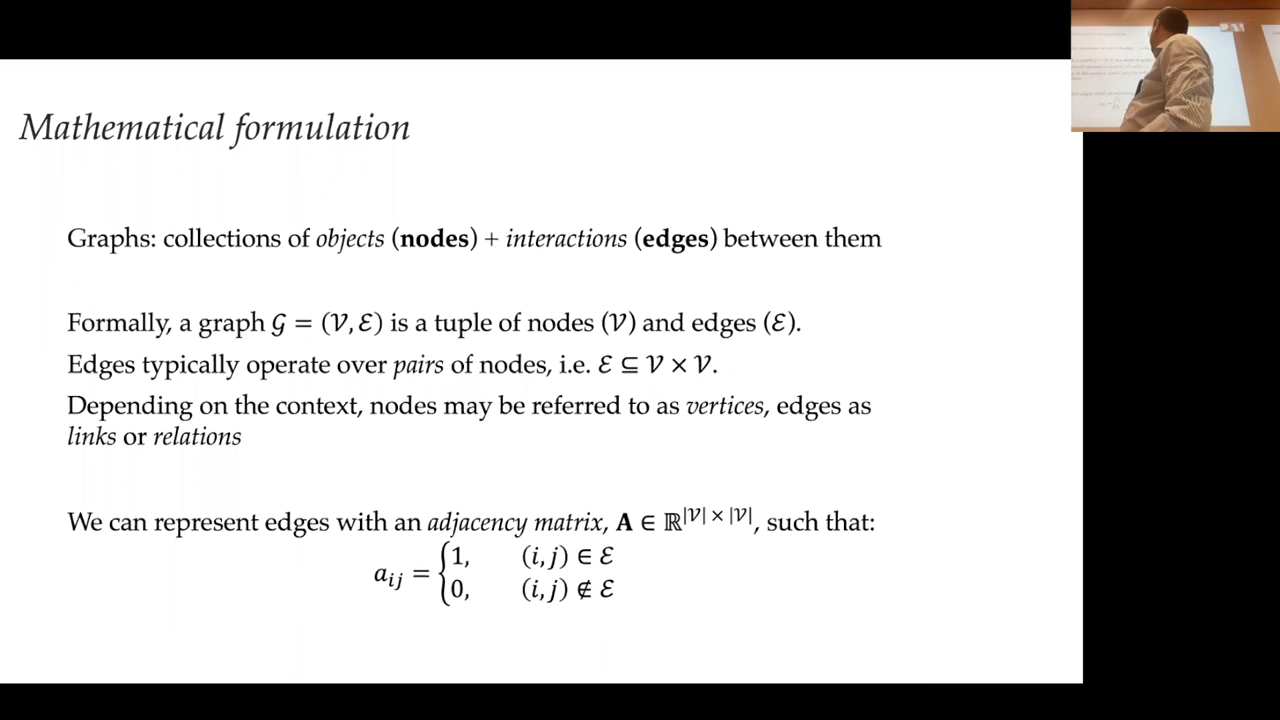 Mathematical formulation
Graphs: collections of objects (nodes) + interactions (edges) between them
Formally, a graph 𝒢 = (𝒱, ℰ) is a tuple of nodes (𝒱) and edges (ℰ).
Edges typically operate over pairs of nodes, i.e. ℰ ⊆ 𝒱 × 𝒱.
Depending on the context, nodes may be referred to as vertices, edges as
links or relations
We can represent edges with an adjacency matrix, A ∈ ℝ^{|𝒱| × |𝒱|}, such that:
a_{ij} = { 1, (i, j) ∈ ℰ
0, (i, j) ∉ ℰ